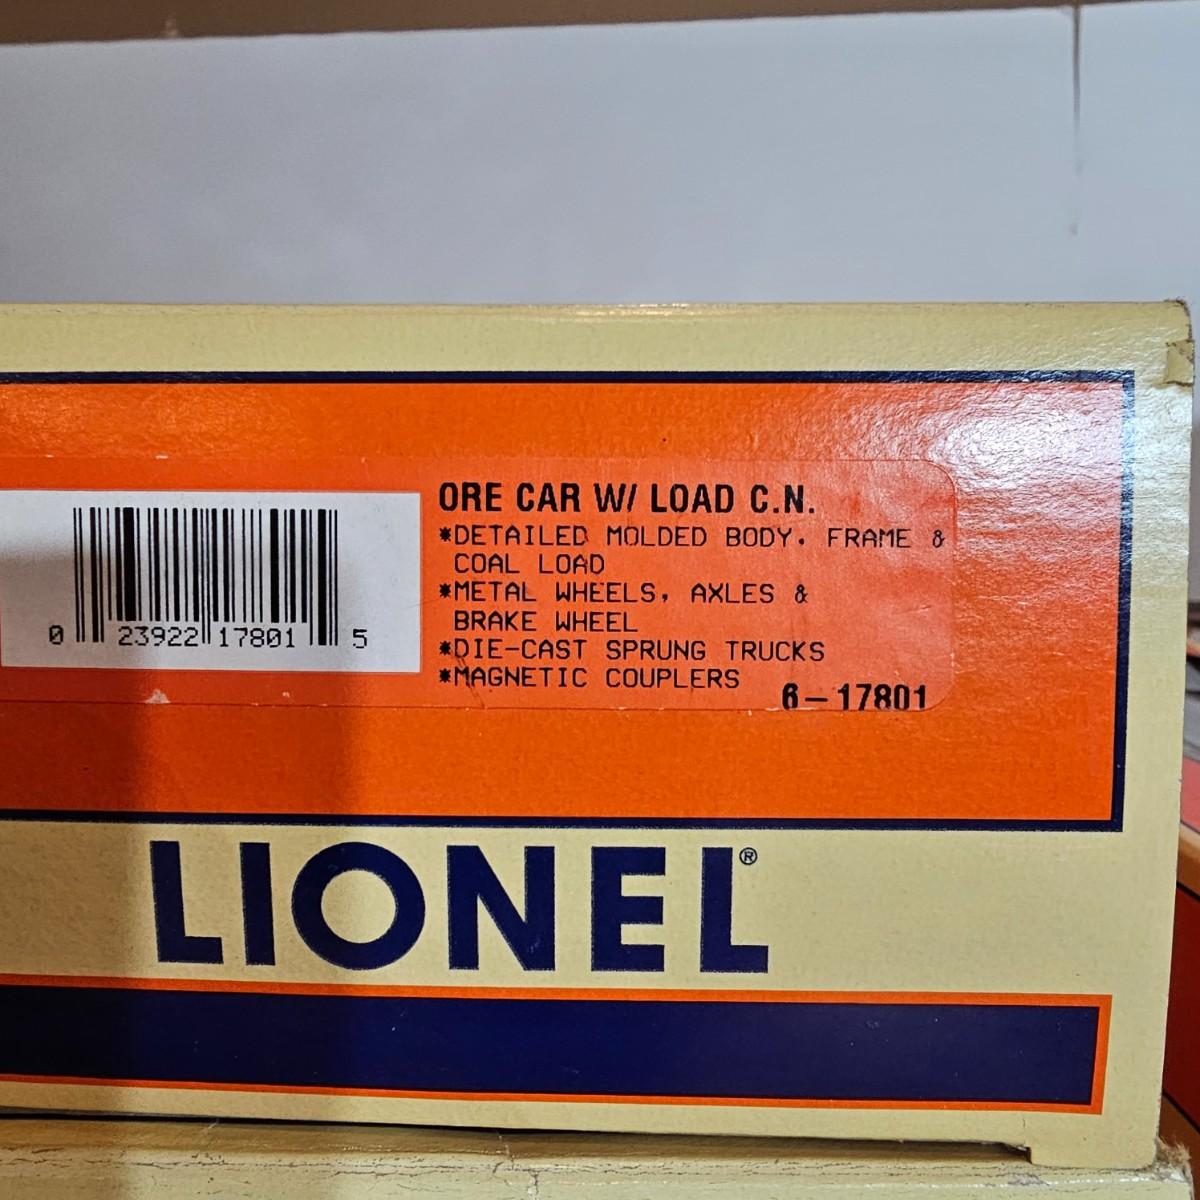 ORE CAR W/ LOAD C.N.
*DETAILED MOLDED BODY, FRAME &
COAL LOAD
*METAL WHEELS, AXLES &
BRAKE WHEEL
*DIE-CAST SPRUNG TRUCKS
*MAGNETIC COUPLERS
6-17801
0 23922 17801 5
LIONEL®